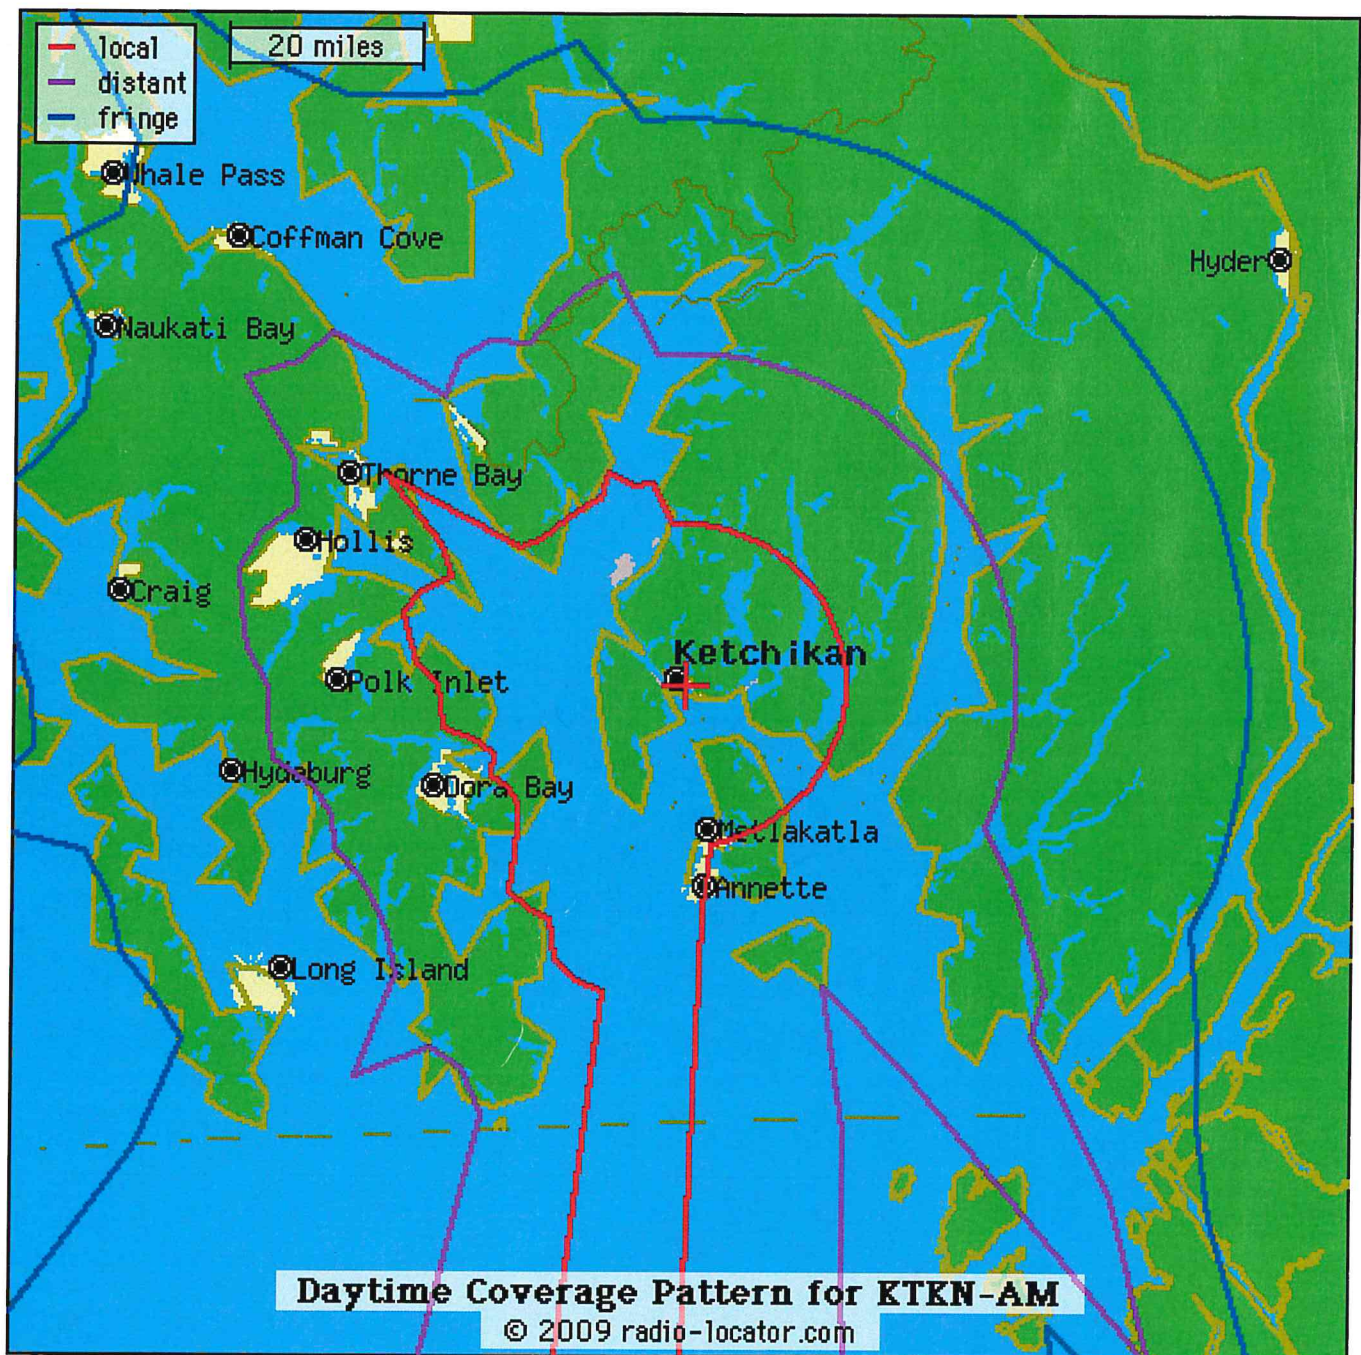 local
20 miles
distant
fringe
Whale Pass
Coffman Cove
Hyder
Naukati Bay
Thorne Bay
Hollis
Craig
Ketchikan
Polk Inlet
Hydaburg
Dora Bay
Metlakatla
Annette
Long Island
Daytime Coverage Pattern for KTKN-AM
© 2009 radio-locator.com